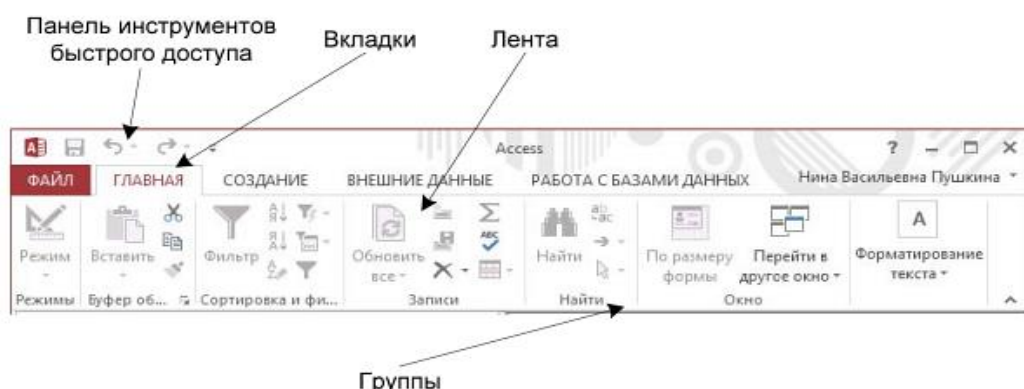 Панель инструментов
быстрого доступа
Вкладки
Лента
Access
ФАЙЛ ГЛАВНАЯ СОЗДАНИЕ ВНЕШНИЕ ДАННЫЕ РАБОТА С БАЗАМИ ДАННЫХ Нина Васильевна Пушкина
Режим
Вставить
Фильтр
Обновить
все
Найти
По размеру
формы
Перейти в
другое окно
Форматирование
текста
Режимы Буфер об... Сортировка и фи... Записи Найти Окно
Группы